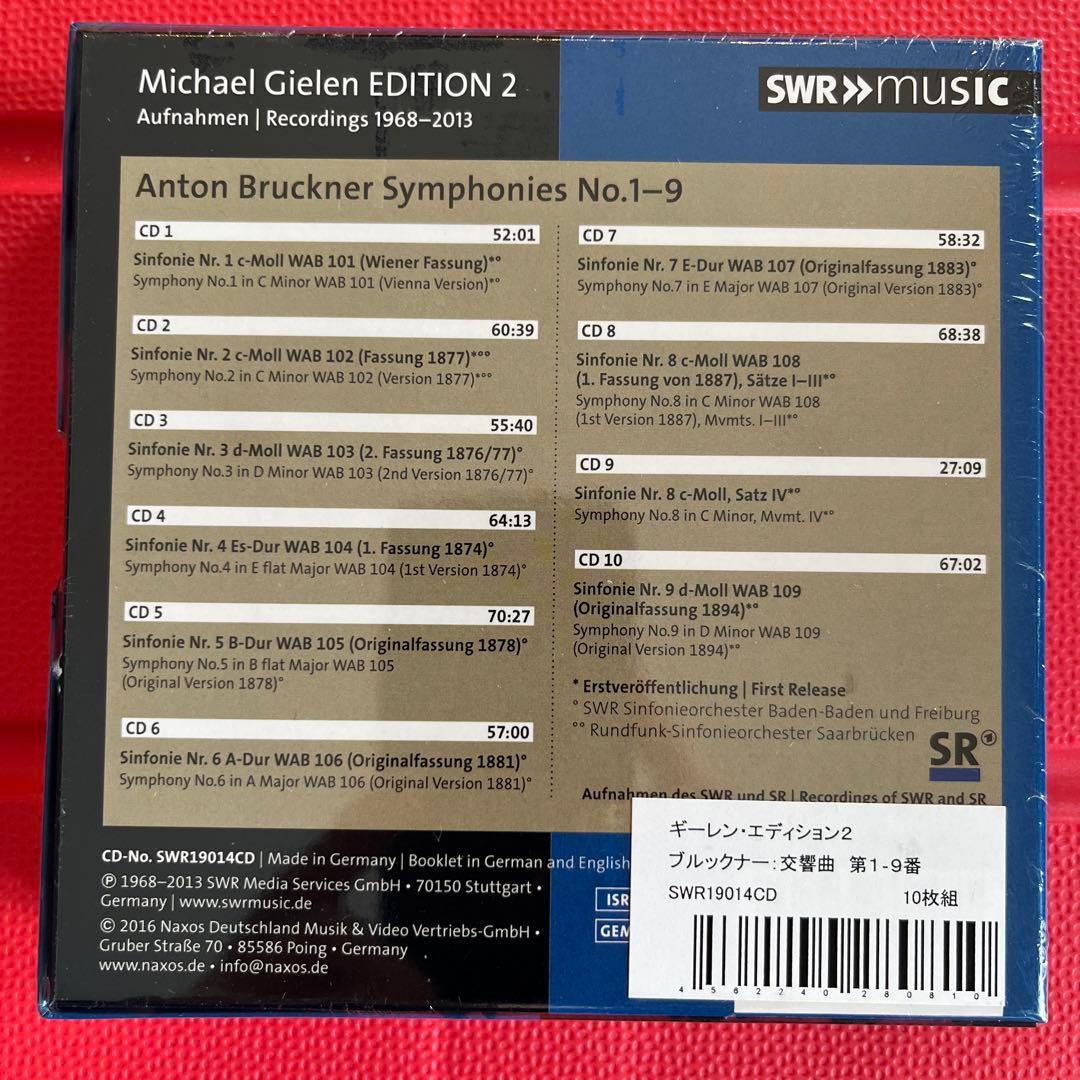 Michael Gielen EDITION 2
Aufnahmen | Recordings 1968–2013
SWR»music
Anton Bruckner Symphonies No.1–9
CD 1 52:01
Sinfonie Nr. 1 c-Moll WAB 101 (Wiener Fassung)*°
Symphony No.1 in C Minor WAB 101 (Vienna Version)*°
CD 2 60:39
Sinfonie Nr. 2 c-Moll WAB 102 (Fassung 1877)*°°
Symphony No.2 in C Minor WAB 102 (Version 1877)*°°
CD 3 55:40
Sinfonie Nr. 3 d-Moll WAB 103 (2. Fassung 1876/77)°
Symphony No.3 in D Minor WAB 103 (2nd Version 1876/77)°
CD 4 64:13
Sinfonie Nr. 4 Es-Dur WAB 104 (1. Fassung 1874)°
Symphony No.4 in E flat Major WAB 104 (1st Version 1874)°
CD 5 70:27
Sinfonie Nr. 5 B-Dur WAB 105 (Originalfassung 1878)°
Symphony No.5 in B flat Major WAB 105
(Original Version 1878)°
CD 6 57:00
Sinfonie Nr. 6 A-Dur WAB 106 (Originalfassung 1881)°
Symphony No.6 in A Major WAB 106 (Original Version 1881)°
CD 7 58:32
Sinfonie Nr. 7 E-Dur WAB 107 (Originalfassung 1883)°
Symphony No.7 in E Major WAB 107 (Original Version 1883)°
CD 8 68:38
Sinfonie Nr. 8 c-Moll WAB 108
(1. Fassung von 1887), Sätze I–III*°
Symphony No.8 in C Minor WAB 108
(1st Version 1887), Mvmts. I–III*°
CD 9 27:09
Sinfonie Nr. 8 c-Moll, Satz IV*°
Symphony No.8 in C Minor, Mvmt. IV*°
CD 10 67:02
Sinfonie Nr. 9 d-Moll WAB 109
(Originalfassung 1894)*°
Symphony No.9 in D Minor WAB 109
(Original Version 1894)*°
* Erstveröffentlichung | First Release
° SWR Sinfonieorchester Baden-Baden und Freiburg
°° Rundfunk-Sinfonieorchester Saarbrücken
SR
Aufnahmen des SWR und SR | Recordings of SWR and SR
CD-No. SWR19014CD | Made in Germany | Booklet in German and English
℗ 1968–2013 SWR Media Services GmbH • 70150 Stuttgart •
Germany | www.swrmusic.de
© 2016 Naxos Deutschland Musik & Video Vertriebs-GmbH •
Gruber Straße 70 • 85586 Poing • Germany
www.naxos.de • info@naxos.de
ISR
GEM
ギーレン・エディション2
ブルックナー:交響曲 第1-9番
SWR19014CD 10枚組
4562240280810